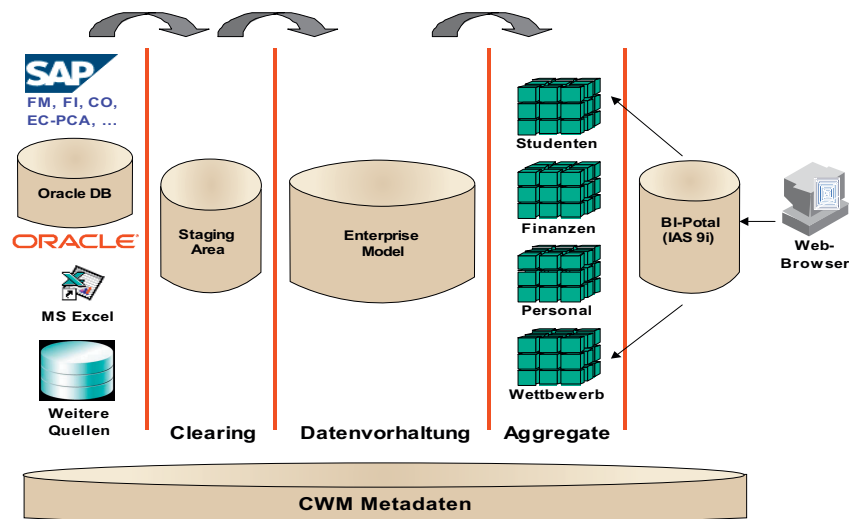 SAP
FM, FI, CO,
EC-PCA, ...
Oracle DB
ORACLE
MS Excel
Weitere
Quellen
Staging
Area
Clearing
Enterprise
Model
Datenvorhaltung
Studenten
Finanzen
Personal
Wettbewerb
Aggregate
BI-Potal
(IAS 9i)
Web-
Browser
CWM Metadaten